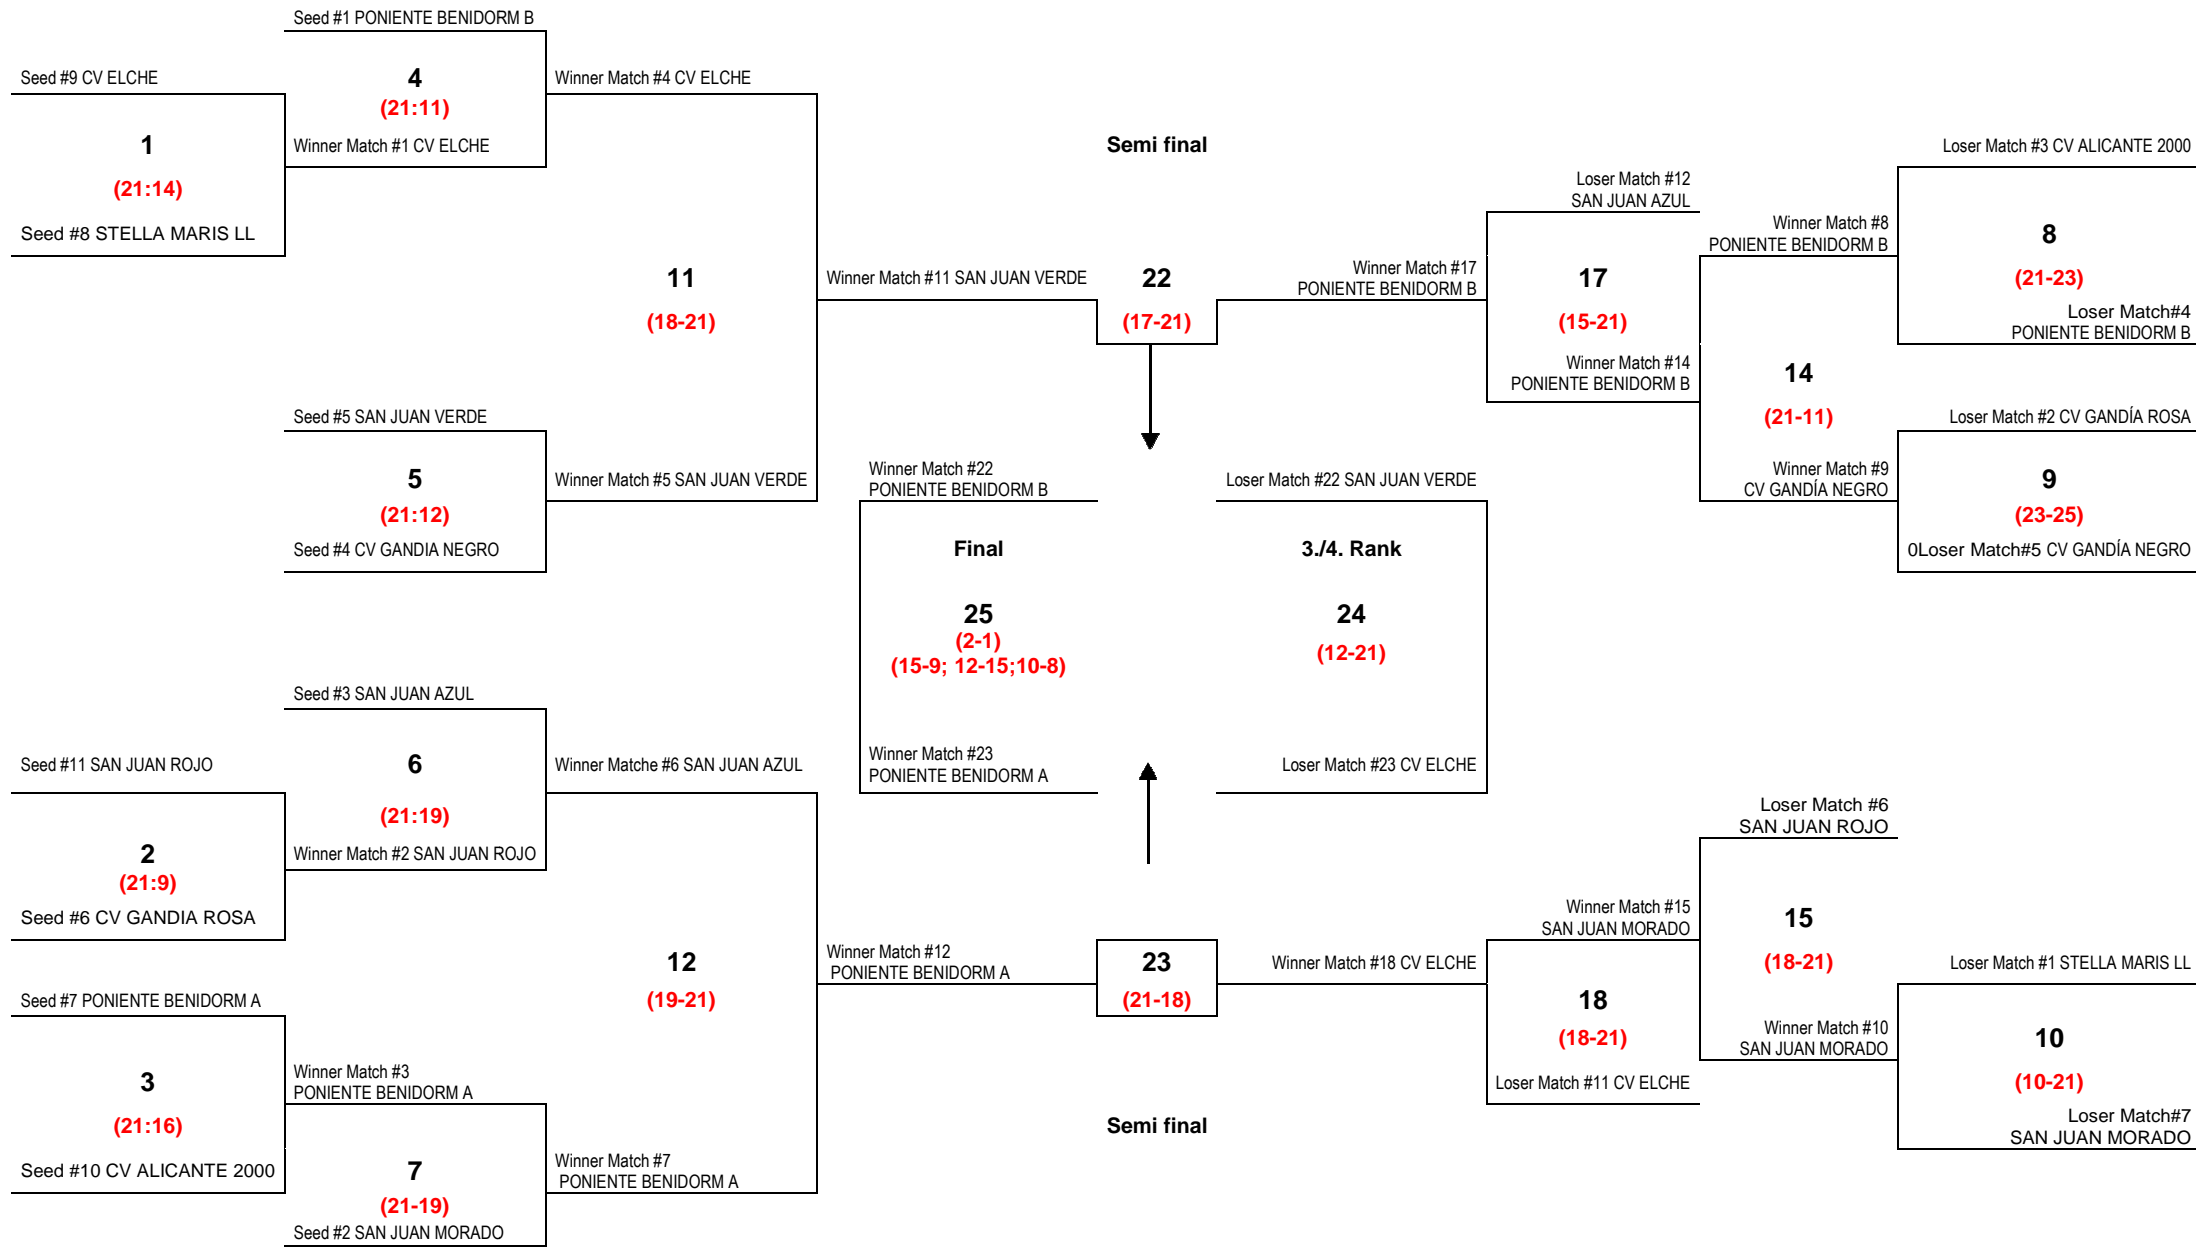 Seed #1 PONIENTE BENIDORM B
Seed #9 CV ELCHE
4
(21:11)
Winner Match #4 CV ELCHE
1
(21:14)
Winner Match #1 CV ELCHE
Seed #8 STELLA MARIS LL
11
(18-21)
Winner Match #11 SAN JUAN VERDE
Seed #5 SAN JUAN VERDE
5
(21:12)
Winner Match #5 SAN JUAN VERDE
Seed #4 CV GANDIA NEGRO
Semi final
22
(17-21)
Winner Match #17
PONIENTE BENIDORM B
Loser Match #12
SAN JUAN AZUL
17
(15-21)
Winner Match #14
PONIENTE BENIDORM B
Winner Match #8
PONIENTE BENIDORM B
14
(21-11)
Winner Match #9
CV GANDÍA NEGRO
Loser Match #3 CV ALICANTE 2000
8
(21-23)
Loser Match#4
PONIENTE BENIDORM B
Loser Match #2 CV GANDÍA ROSA
9
(23-25)
0Loser Match#5 CV GANDÍA NEGRO
Winner Match #22
PONIENTE BENIDORM B
Final
25
(2-1)
(15-9; 12-15;10-8)
Winner Match #23
PONIENTE BENIDORM A
Loser Match #22 SAN JUAN VERDE
3./4. Rank
24
(12-21)
Loser Match #23 CV ELCHE
Seed #3 SAN JUAN AZUL
Seed #11 SAN JUAN ROJO
6
(21:19)
Winner Matche #6 SAN JUAN AZUL
2
(21:9)
Winner Match #2 SAN JUAN ROJO
Seed #6 CV GANDIA ROSA
12
(19-21)
Winner Match #12
PONIENTE BENIDORM A
Seed #7 PONIENTE BENIDORM A
3
(21:16)
Winner Match #3
PONIENTE BENIDORM A
Seed #10 CV ALICANTE 2000
7
(21-19)
Winner Match #7
PONIENTE BENIDORM A
Seed #2 SAN JUAN MORADO
23
(21-18)
Semi final
Winner Match #18 CV ELCHE
Winner Match #15
SAN JUAN MORADO
18
(18-21)
Loser Match #11 CV ELCHE
Loser Match #6
SAN JUAN ROJO
15
(18-21)
Winner Match #10
SAN JUAN MORADO
Loser Match #1 STELLA MARIS LL
10
(10-21)
Loser Match#7
SAN JUAN MORADO